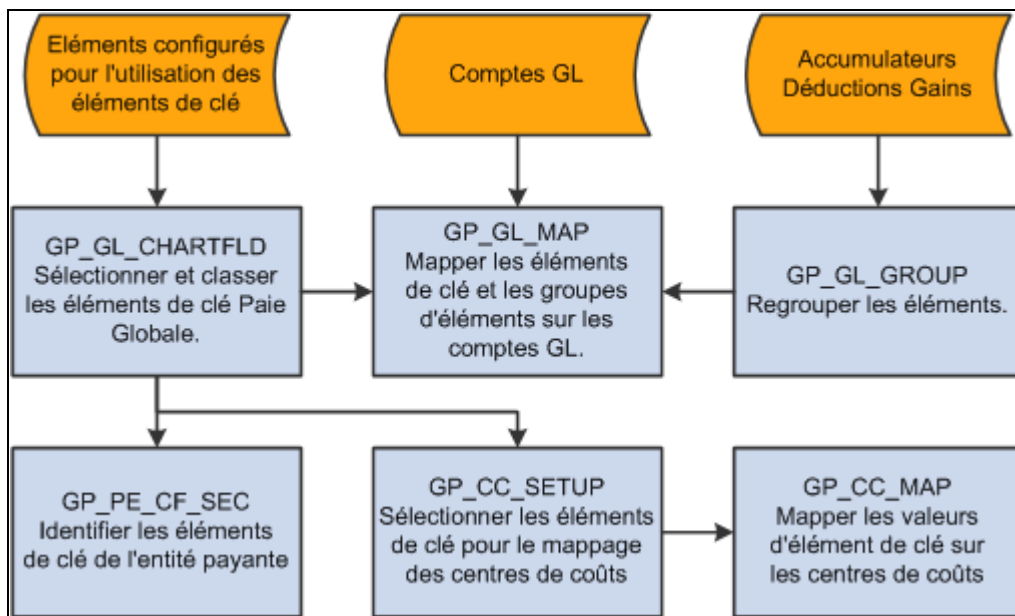 Eléments configurés
pour l'utilisation des
éléments de clé
Comptes GL
Accumulateurs
Déductions Gains
GP_GL_CHARTFLD
Sélectionner et classer
les éléments de clé Paie
Globale.
GP_GL_MAP
Mapper les éléments
de clé et les groupes
d'éléments sur les
comptes GL.
GP_GL_GROUP
Regrouper les éléments.
GP_PE_CF_SEC
Identifier les éléments
de clé de l'entité payante
GP_CC_SETUP
Sélectionner les éléments
de clé pour le mappage
des centres de coûts
GP_CC_MAP
Mapper les valeurs
d'élément de clé sur
les centres de coûts